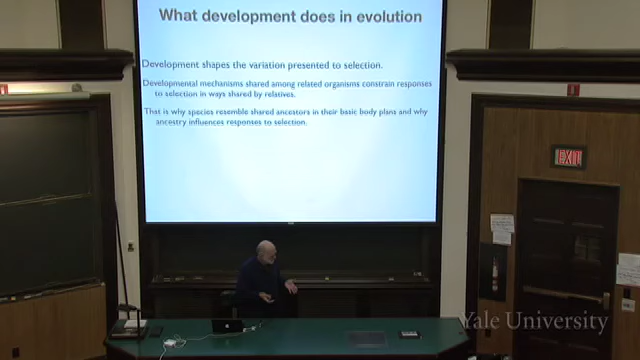 What development does in evolution
Development shapes the variation presented to selection.
Developmental mechanisms shared among related organisms constrain responses
to selection in ways shared by relatives.
That is why species resemble shared ancestors in their basic body plans and why
ancestry influences responses to selection.
EXIT
Yale University